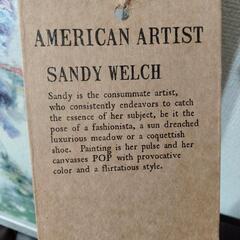 AMERICAN ARTIST
SANDY WELCH
Sandy is the consummate artist,
who consistently endeavors to catch
the essence of her subject, be it the
pose of a fashionista, a sun drenched
luxurious meadow or a coquettish
shoe. Painting is her pulse and her
canvasses POP with provocative
color and a flirtatious style.